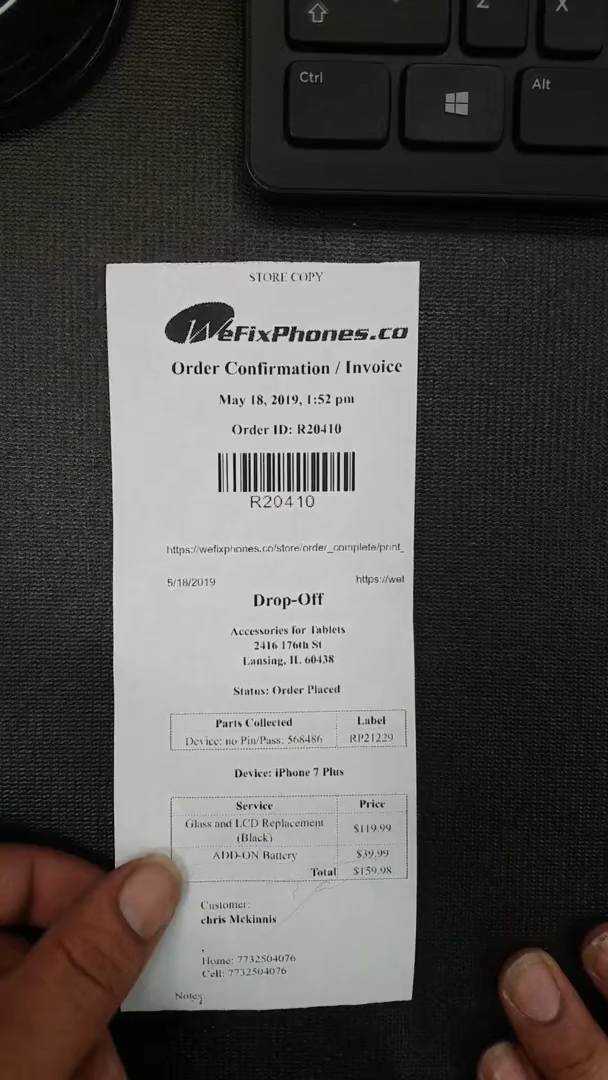 Z
X
Ctrl
Alt
STORE COPY
WeFixPhones.co
Order Confirmation / Invoice
May 18, 2019, 1:52 pm
Order ID: R20410
R20410
https://wefixphones.co/store/order_complete/print_
5/18/2019 https://wef
Drop-Off
Accessories for Tablets
2416 176th St
Lansing, IL 60438
Status: Order Placed
Parts Collected Label
Device: no Pin/Pass: 568486 RP21229
Device: iPhone 7 Plus
Service Price
Glass and LCD Replacement
(Black) $119.99
ADD-ON Battery $39.99
Total $159.98
Customer:
chris Mckinnis
.
Home: 7732504076
Cell: 7732504076
Notes